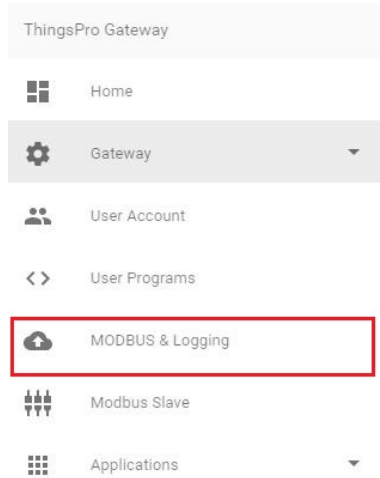 ThingsPro Gateway
Home
Gateway
User Account
User Programs
MODBUS & Logging
Modbus Slave
Applications